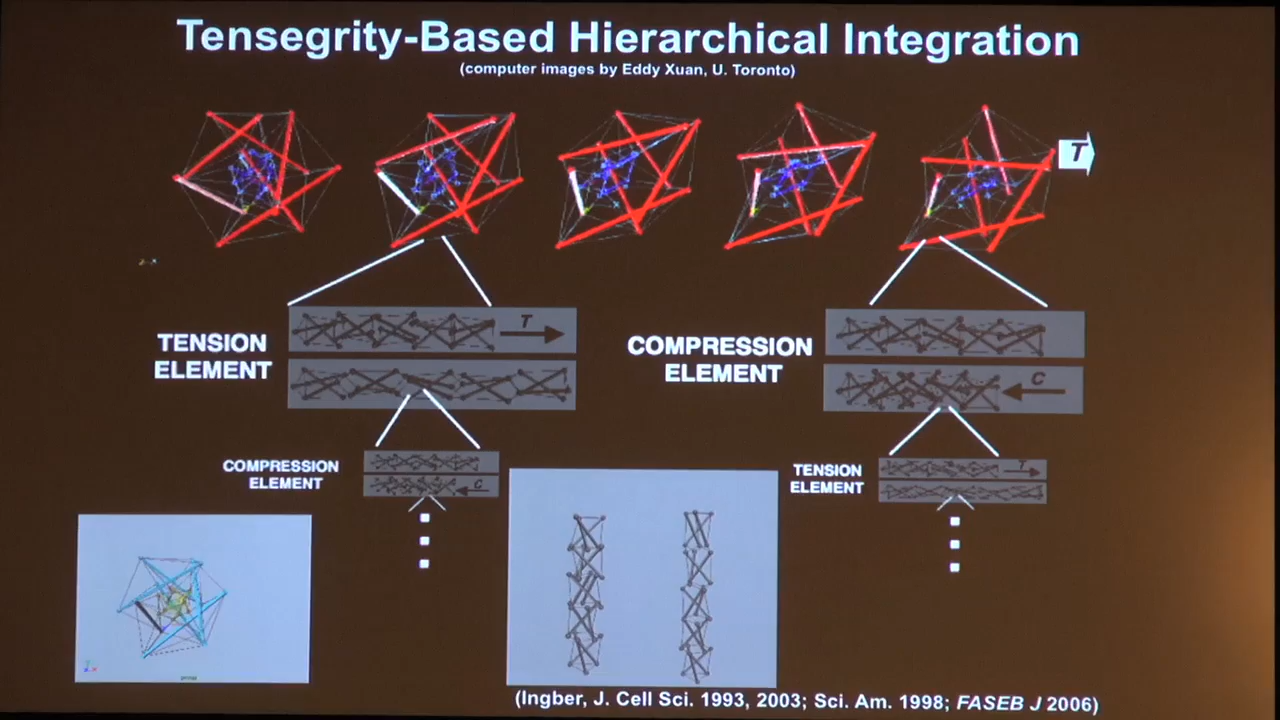 Tensegrity-Based Hierarchical Integration
(computer images by Eddy Xuan, U. Toronto)
T
TENSION
ELEMENT
T
COMPRESSION
ELEMENT
C
COMPRESSION
ELEMENT
C
TENSION
ELEMENT
T
(Ingber, J. Cell Sci. 1993, 2003; Sci. Am. 1998; FASEB J 2006)